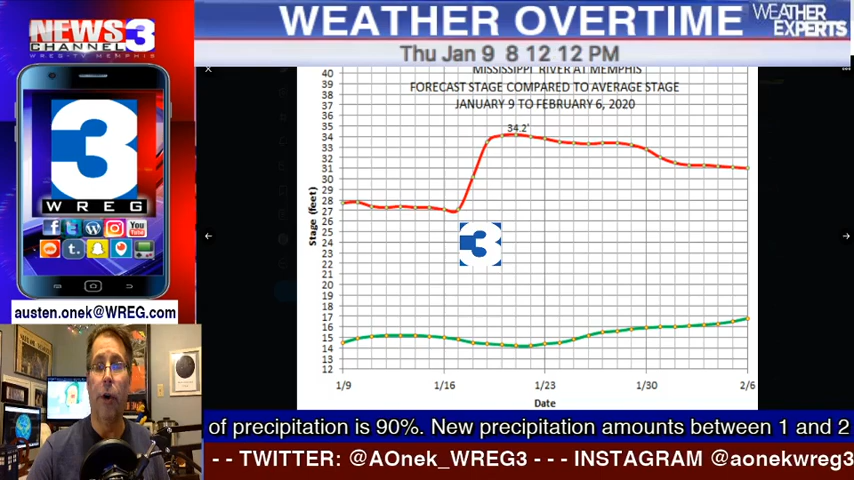 NEWS
CHANNEL 3
WREG-TV MEMPHIS
WEATHER OVERTIME
WEATHER
EXPERTS
Thu Jan 9 8 12 12 PM
MISSISSIPPI RIVER AT MEMPHIS
FORECAST STAGE COMPARED TO AVERAGE STAGE
JANUARY 9 TO FEBRUARY 6, 2020
34.2'
Stage (feet)
40
39
38
37
36
35
34
33
32
31
30
29
28
27
26
25
24
23
22
21
20
19
18
17
16
15
14
13
12
1/9 1/16 1/23 1/30 2/6
Date
3
3
WREG
You
Tube
austen.onek@WREG.com
of precipitation is 90%. New precipitation amounts between 1 and 2
- - TWITTER: @AOnek_WREG3 - - - INSTAGRAM @aonekwreg3